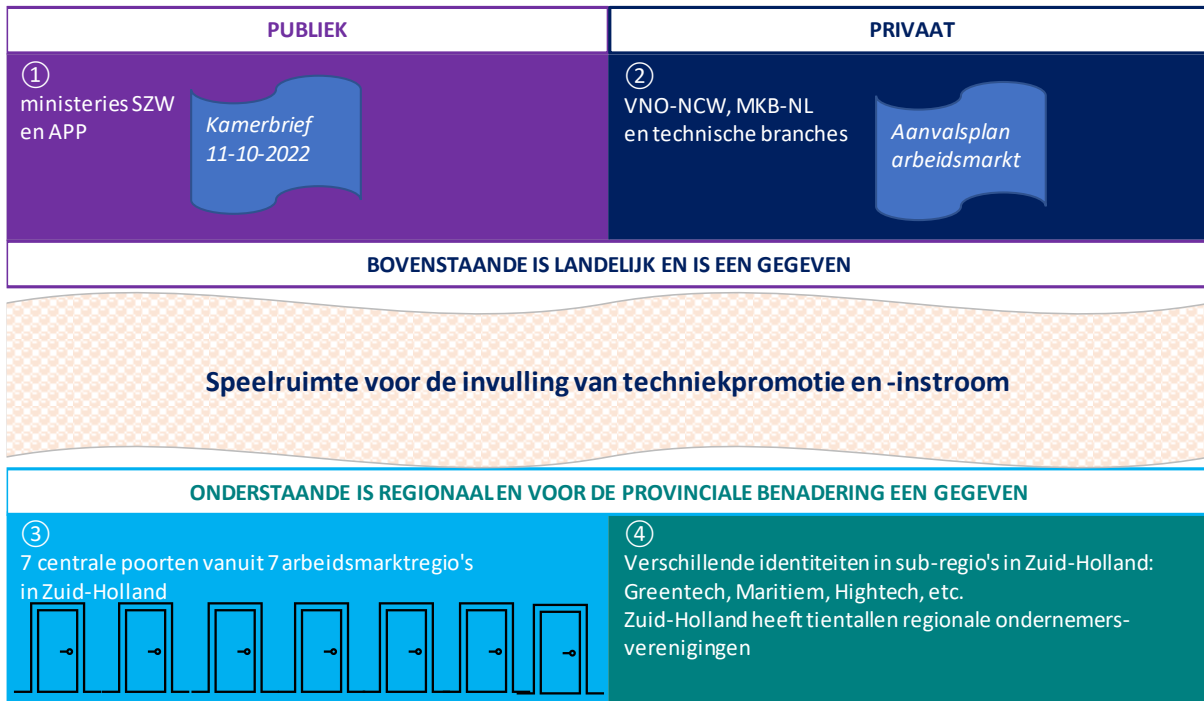 PUBLIEK
PRIVAAT
①
ministeries SZW
en APP
Kamerbrief
11-10-2022
②
VNO-NCW, MKB-NL
en technische branches
Aanvalsplan
arbeidsmarkt
BOVENSTAANDE IS LANDELIJK EN IS EEN GEGEVEN
Speelruimte voor de invulling van techniekpromotie en -instroom
ONDERSTAANDE IS REGIONAAL EN VOOR DE PROVINCIALE BENADERING EEN GEGEVEN
③
7 centrale poorten vanuit 7 arbeidsmarktregio's
in Zuid-Holland
④
Verschillende identiteiten in sub-regio's in Zuid-Holland:
Greentech, Maritiem, Hightech, etc.
Zuid-Holland heeft tientallen regionale ondernemers-
verenigingen